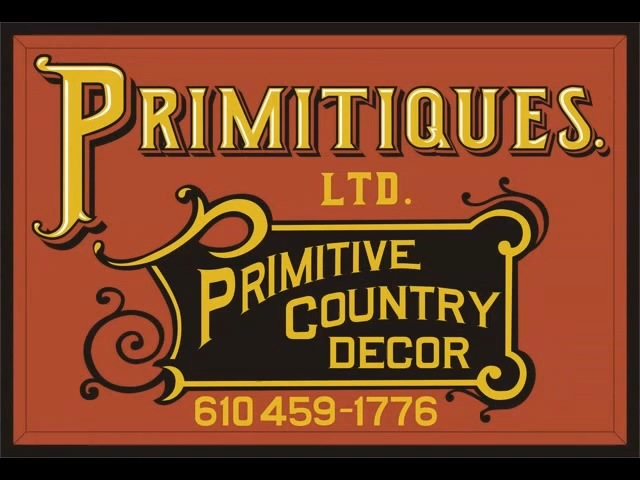 PRIMITIQUES.
LTD.
PRIMITIVE
COUNTRY
DECOR
610 459-1776